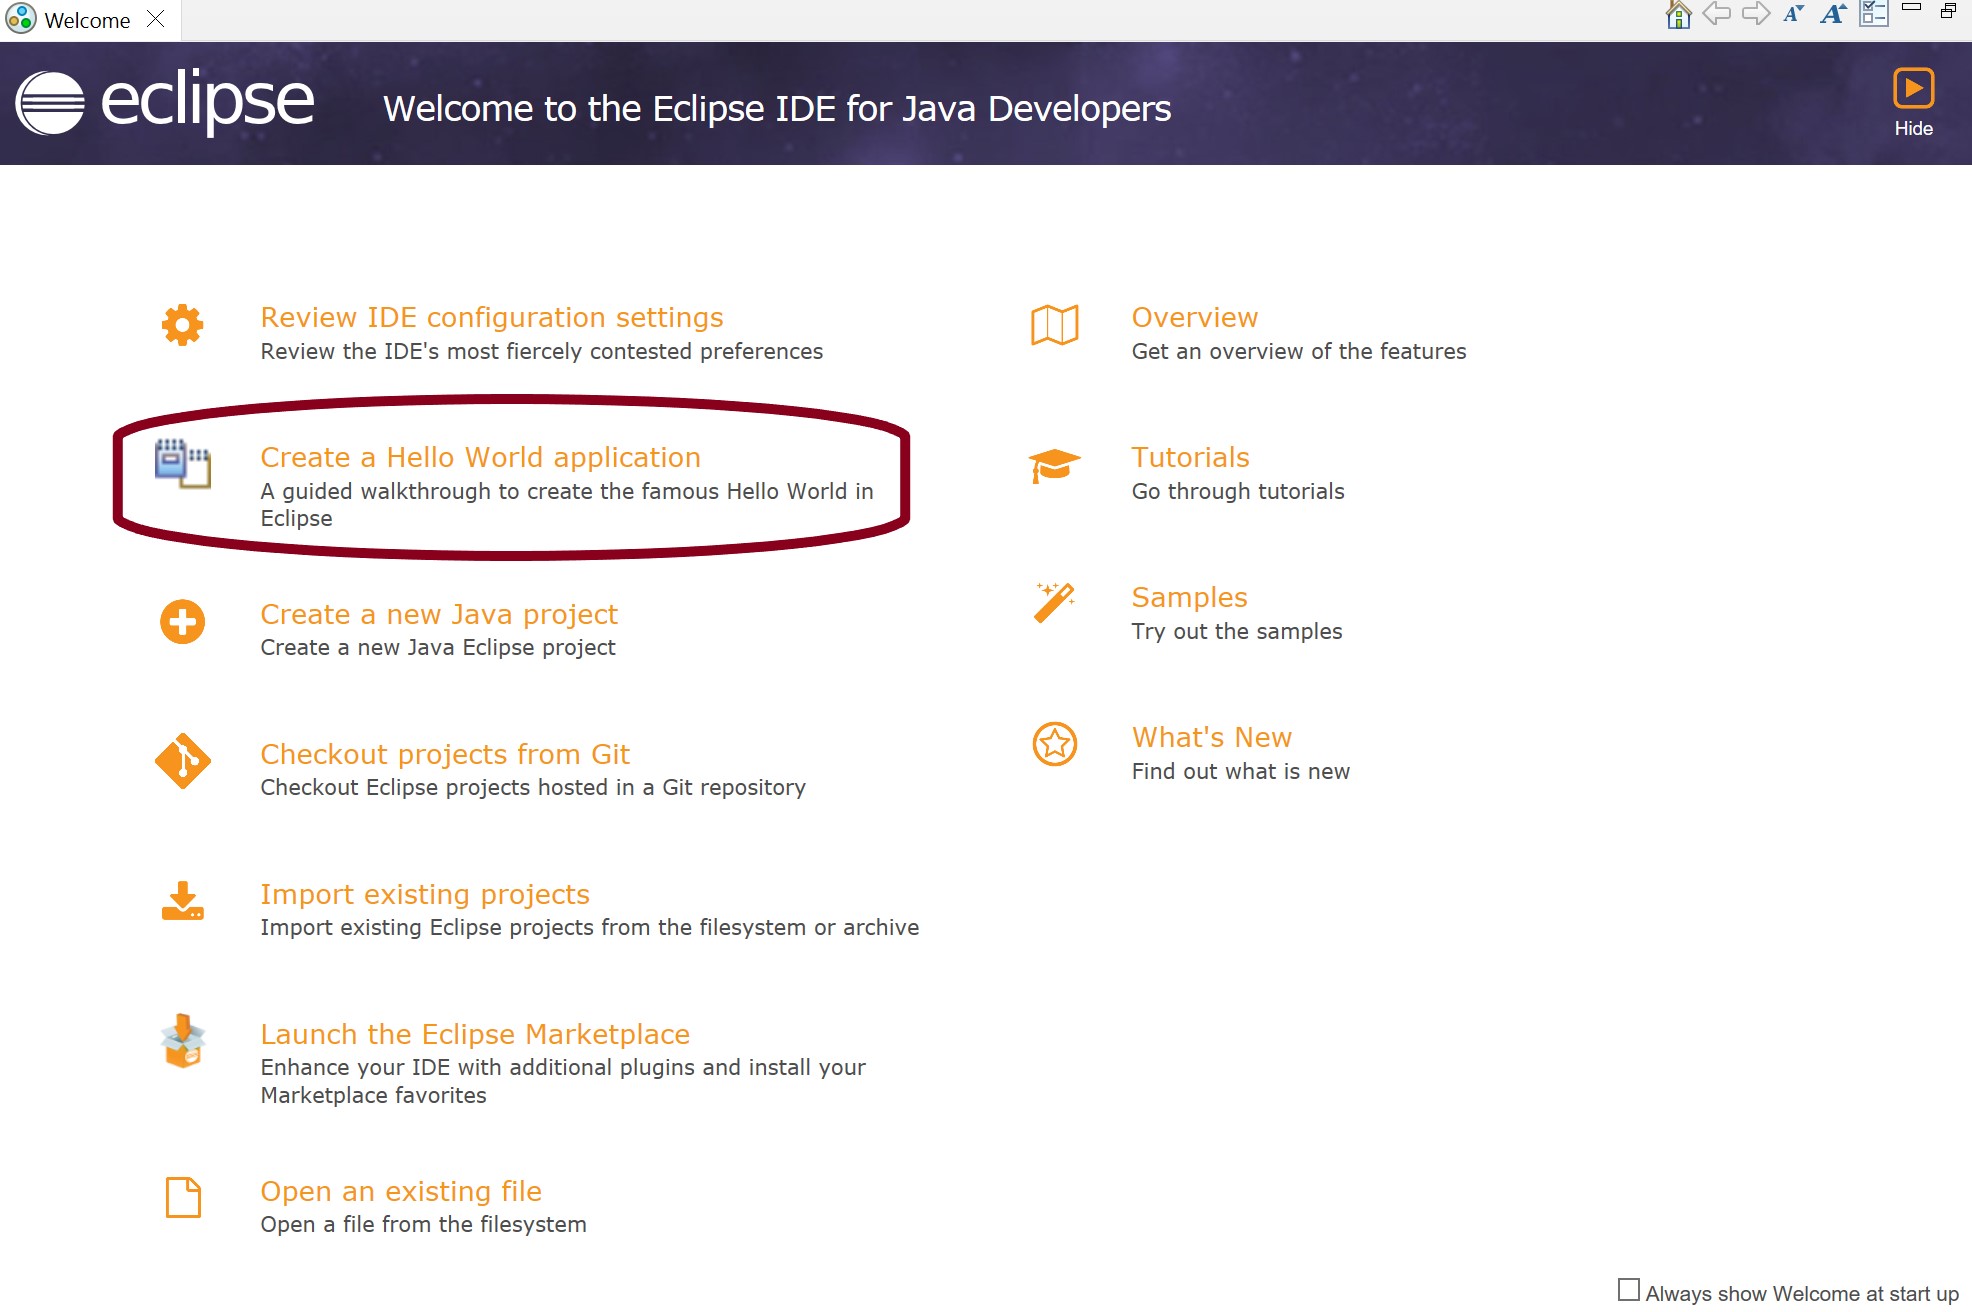 Welcome
eclipse
Welcome to the Eclipse IDE for Java Developers
Hide
Review IDE configuration settings
Review the IDE's most fiercely contested preferences
Create a Hello World application
A guided walkthrough to create the famous Hello World in
Eclipse
Create a new Java project
Create a new Java Eclipse project
Checkout projects from Git
Checkout Eclipse projects hosted in a Git repository
Import existing projects
Import existing Eclipse projects from the filesystem or archive
Launch the Eclipse Marketplace
Enhance your IDE with additional plugins and install your
Marketplace favorites
Open an existing file
Open a file from the filesystem
Overview
Get an overview of the features
Tutorials
Go through tutorials
Samples
Try out the samples
What's New
Find out what is new
Always show Welcome at start up